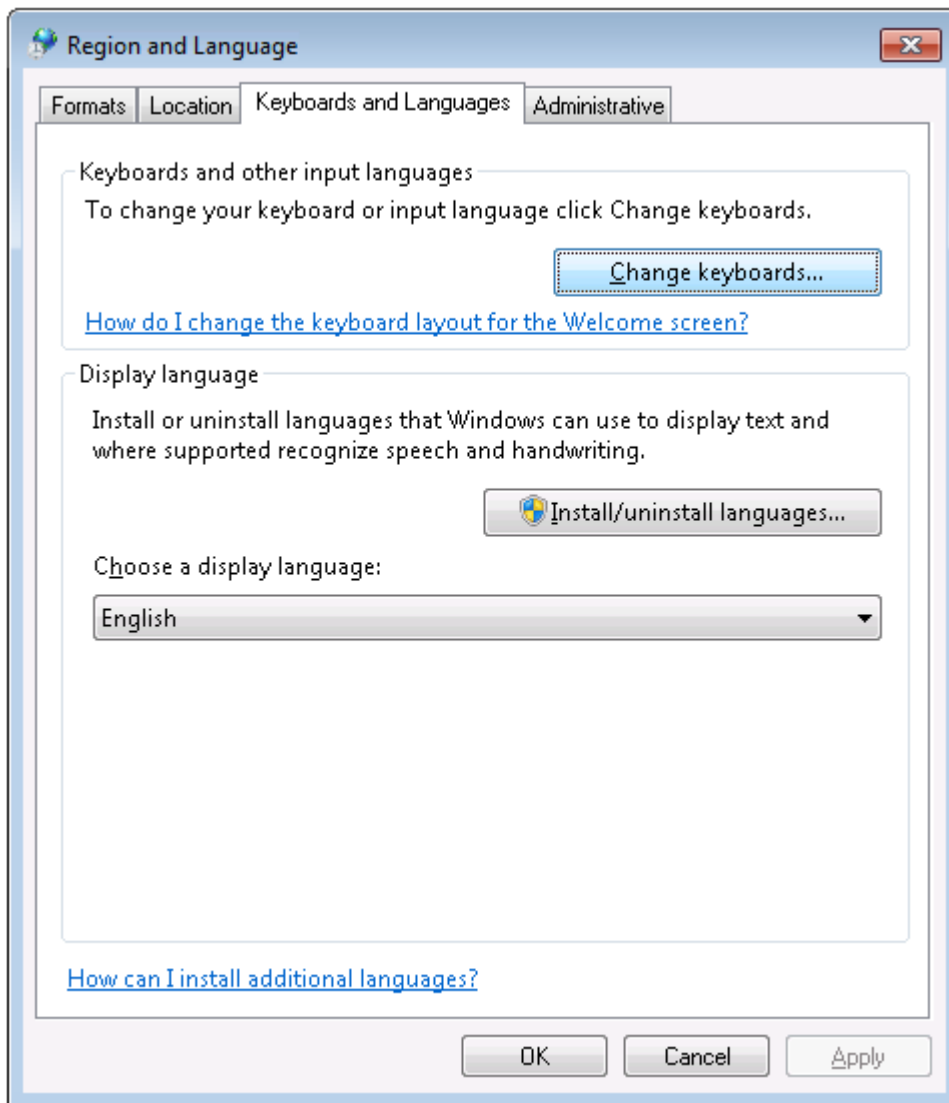 Region and Language
Formats
Location
Keyboards and Languages
Administrative
Keyboards and other input languages
To change your keyboard or input language click Change keyboards.
Change keyboards...
How do I change the keyboard layout for the Welcome screen?
Display language
Install or uninstall languages that Windows can use to display text and
where supported recognize speech and handwriting.
Install/uninstall languages...
Choose a display language:
English
How can I install additional languages?
OK
Cancel
Apply